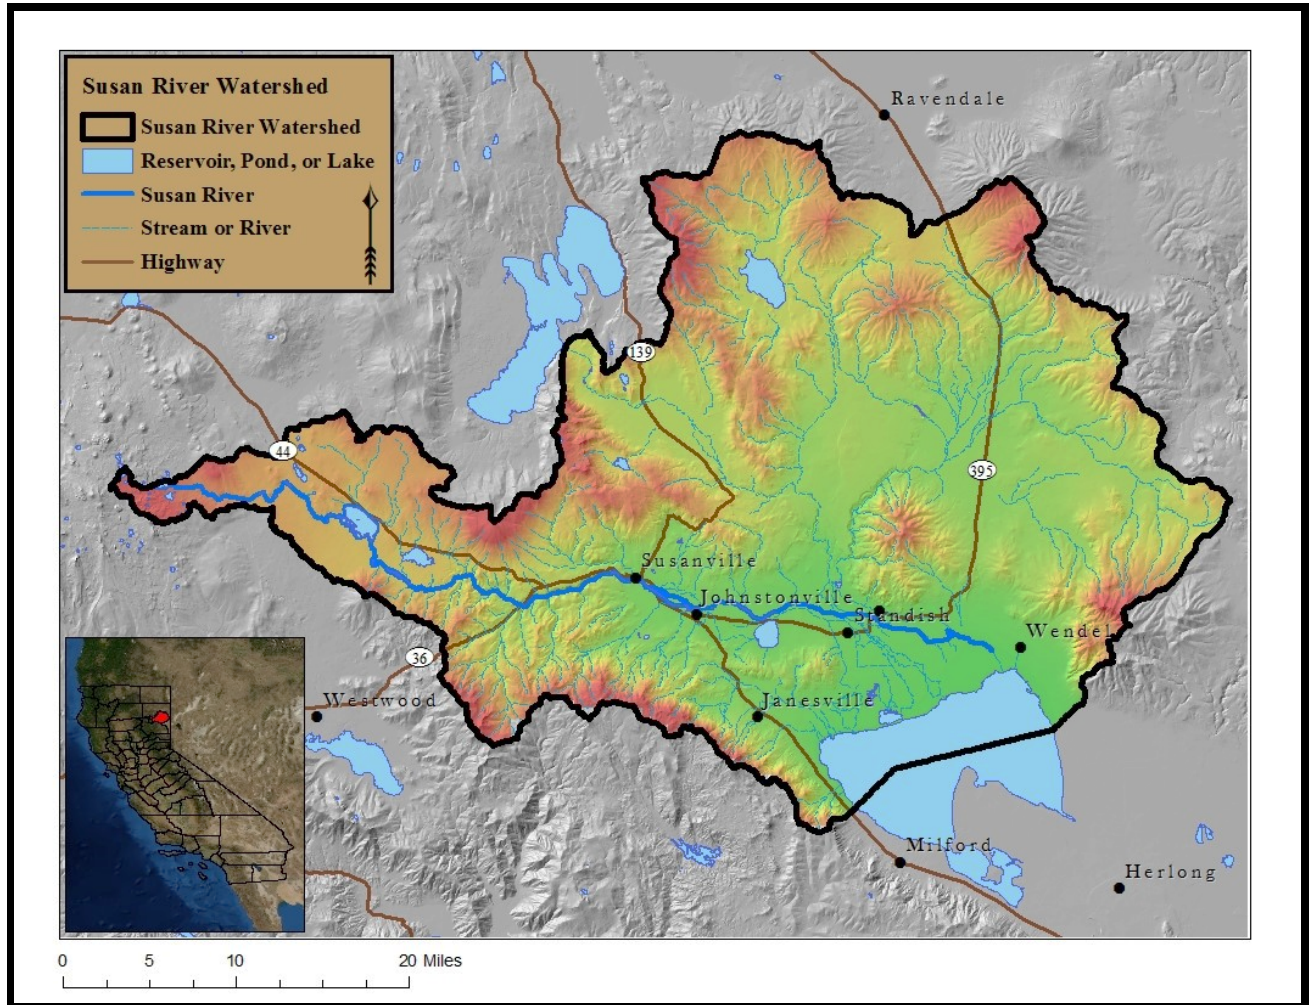 Susan River Watershed
Susan River Watershed
Reservoir, Pond, or Lake
Susan River
Stream or River
Highway
Ravendale
139
44
395
Susanville
Johnstonville
Standish
Wendel
36
Westwood
Janesville
Milford
Herlong
0 5 10 20 Miles